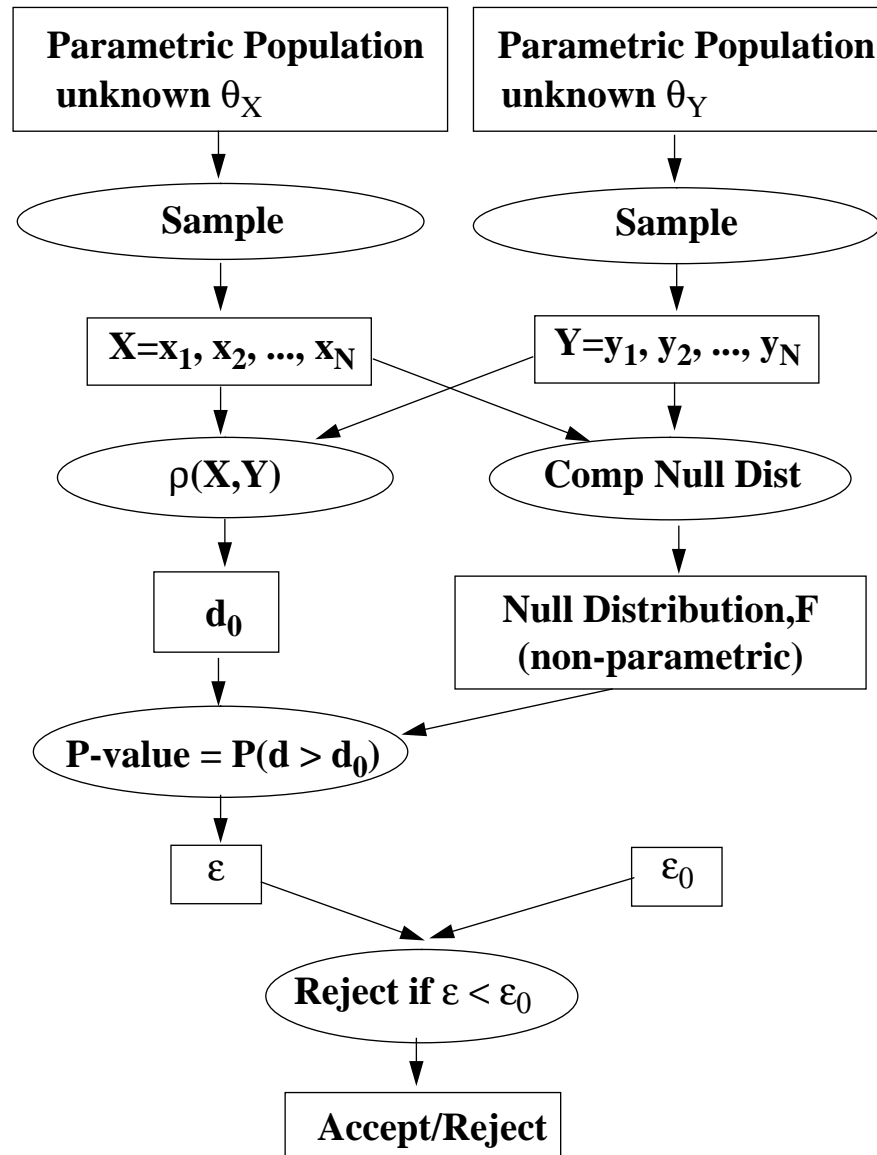 Parametric Population
unknown θX
Parametric Population
unknown θY
Sample
Sample
X=x1, x2, ..., xN
Y=y1, y2, ..., yN
ρ(X,Y)
Comp Null Dist
d0
Null Distribution,F
(non-parametric)
P-value = P(d > d0)
ε
ε0
Reject if ε < ε0
Accept/Reject